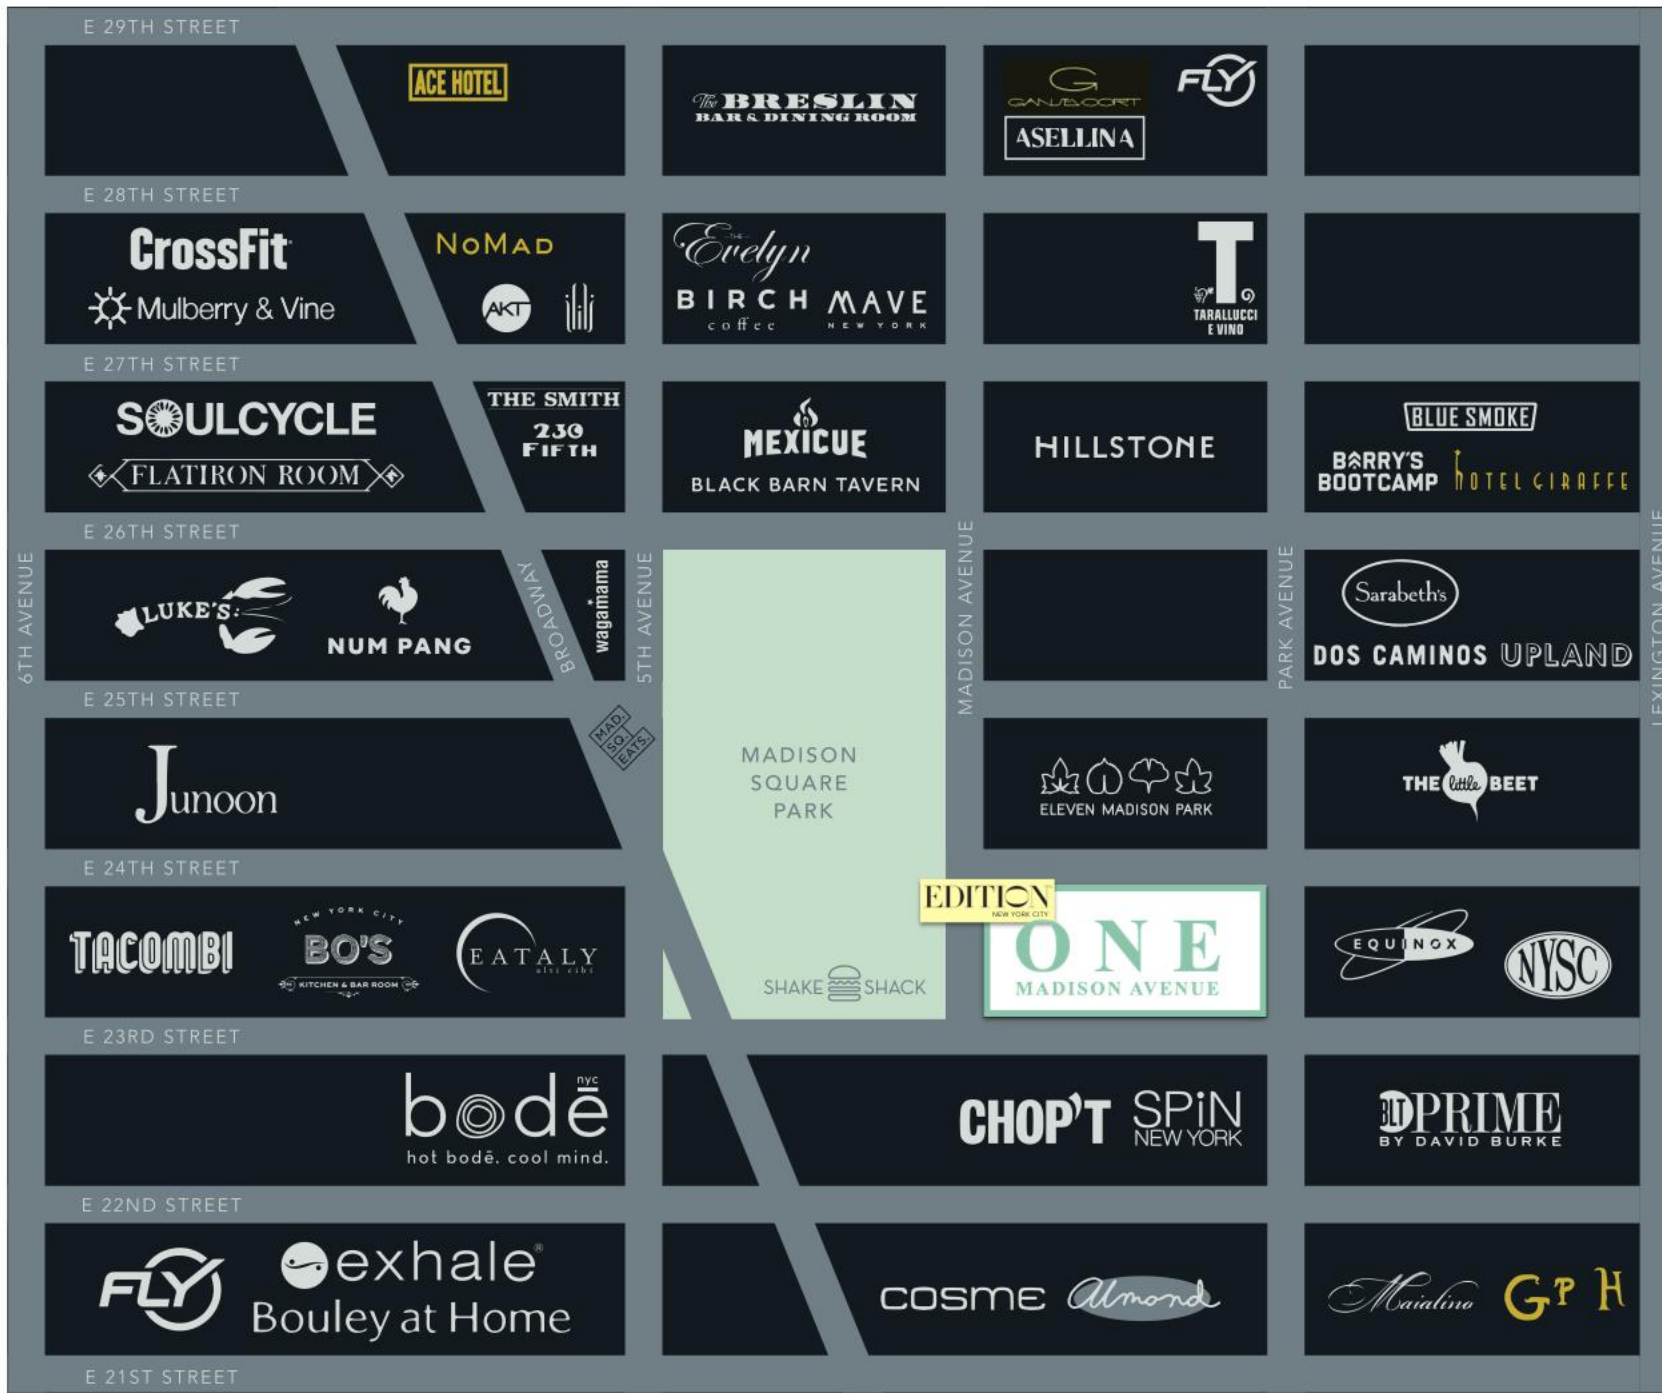 E 29TH STREET
ACE HOTEL
The BRESLIN
BAR & DINING ROOM
G
GANSEVOORT
FLY
ASELLINA
E 28TH STREET
CrossFit
Mulberry & Vine
NOMAD
AKT
ilili
THE
Evelyn
BIRCH
coffee
MAVE
NEW YORK
T
TARALLUCCI
E VINO
E 27TH STREET
SOULCYCLE
FLATIRON ROOM
THE SMITH
230
FIFTH
MEXICUE
BLACK BARN TAVERN
HILLSTONE
BLUE SMOKE
BARRY'S
BOOTCAMP
HOTEL GIRAFFE
E 26TH STREET
6TH AVENUE
LUKE'S
NUM PANG
BROADWAY
wagamama
5TH AVENUE
MADISON AVENUE
PARK AVENUE
Sarabeth's
DOS CAMINOS
UPLAND
LEXINGTON AVENUE
E 25TH STREET
Junoon
MAD.
SQ.
EATS.
MADISON
SQUARE
PARK
ELEVEN MADISON PARK
THE little BEET
E 24TH STREET
TACOMBI
NEW YORK CITY
BO'S
KITCHEN & BAR ROOM
EATALY
alti cibi
SHAKE SHACK
EDITION
NEW YORK CITY
ONE
MADISON AVENUE
EQUINOX
NYSC
E 23RD STREET
bodē nyc
hot bodē. cool mind.
CHOP'T
SPiN
NEW YORK
BLT PRIME
BY DAVID BURKE
E 22ND STREET
FLY
exhale®
Bouley at Home
COSME
almond
Maialino
GPH
E 21ST STREET